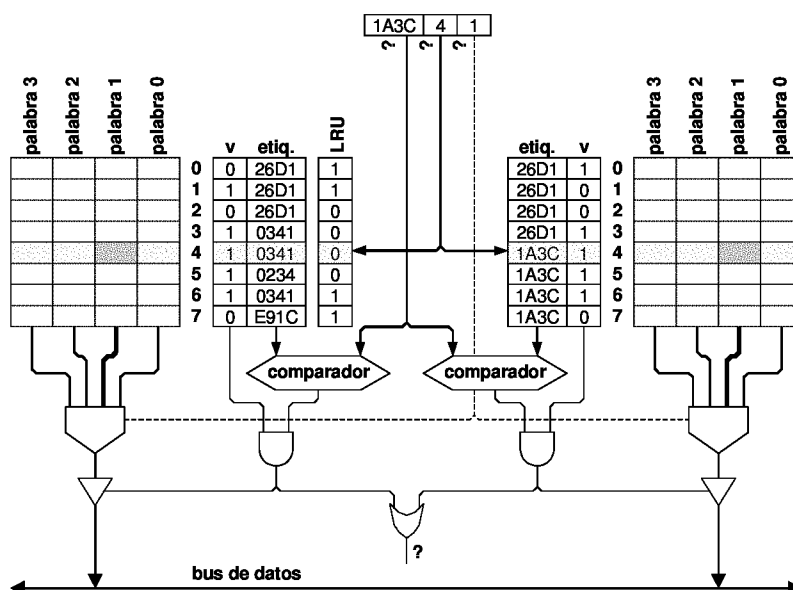 1A3C 4 1
? ? ?
palabra 3 palabra 2 palabra 1 palabra 0
palabra 3 palabra 2 palabra 1 palabra 0
v etiq. LRU
etiq. v
0 0 26D1 1
26D1 1 0
1 1 26D1 1
26D1 0 1
2 0 26D1 0
26D1 0 2
3 1 0341 0
26D1 1 3
4 1 0341 0
1A3C 1 4
5 1 0234 0
1A3C 1 5
6 1 0341 1
1A3C 1 6
7 0 E91C 1
1A3C 0 7
comparador comparador
?
bus de datos